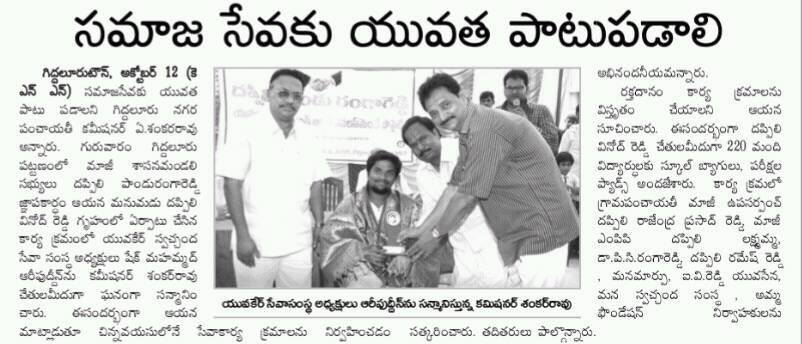 సమాజ సేవకు యువత పాటుపడాలి
గిద్దలూరుటౌన్, అక్టోబర్ 12 (కె
ఎన్ ఎన్) సమాజసేవకు యువత
పాటు పడాలని గిద్దలూరు నగర
పంచాయతీ కమీషనర్ ఏ.శంకరరావు
అన్నారు. గురువారం గిద్దలూరు
పట్టణంలో మాజీ శాసనమండలి
సభ్యులు దప్పిలి పాండురంగారెడ్డి
జ్ఞాపకార్థం ఆయన మనుమడు దప్పిలి
వినోద్ రెడ్డి గృహంలో ఏర్పాటు చేసిన
కార్య క్రమంలో యువకేర్ స్వచ్ఛంద
సేవా సంస్థ అధ్యక్షులు షేక్ మహమ్మద్
ఆరీఫుద్దీన్‌ను కమీషనర్ శంకర్‌రావు
చేతులమీదుగా ఘనంగా సన్మానిం
చారు. ఈసందర్భంగా ఆయన
మాట్లాడుతూ చిన్నవయసులోనే సేవాకార్య క్రమాలను నిర్వహించడం
యువకేర్ సేవాసంస్థ అధ్యక్షులు ఆరీఫుద్దీన్‌ను సన్మానిస్తున్న కమిషనర్ శంకర్‌రావు
అభినందనీయమన్నారు.
రక్తదానం కార్య క్రమాలను
విస్తృతం చేయాలని ఆయన
సూచించారు. ఈసందర్భంగా దప్పిలి
వినోద్ రెడ్డి చేతులమీదుగా 220 మంది
విద్యార్థులకు స్కూల్ బ్యాగులు, పరీక్షల
ప్యాడ్స్ అందజేశారు. కార్య క్రమంలో
గ్రామపంచాయతీ మాజీ ఉపసర్పంచ్
దప్పిలి రాజేంద్ర ప్రసాద్ రెడ్డి, మాజీ
ఎంపిపి దప్పిలి లక్ష్మమ్మ,
డా.పి.సి.రంగారెడ్డి, దప్పిలి రమేష్ రెడ్డి
, మనమార్పు, ఐ.వి.రెడ్డి యువసేన,
మన స్వచ్ఛంద సంస్థ , అమ్మ
ఫౌండేషన్ నిర్వాహకులను
సత్కరించారు. తదితరులు పాల్గొన్నారు.